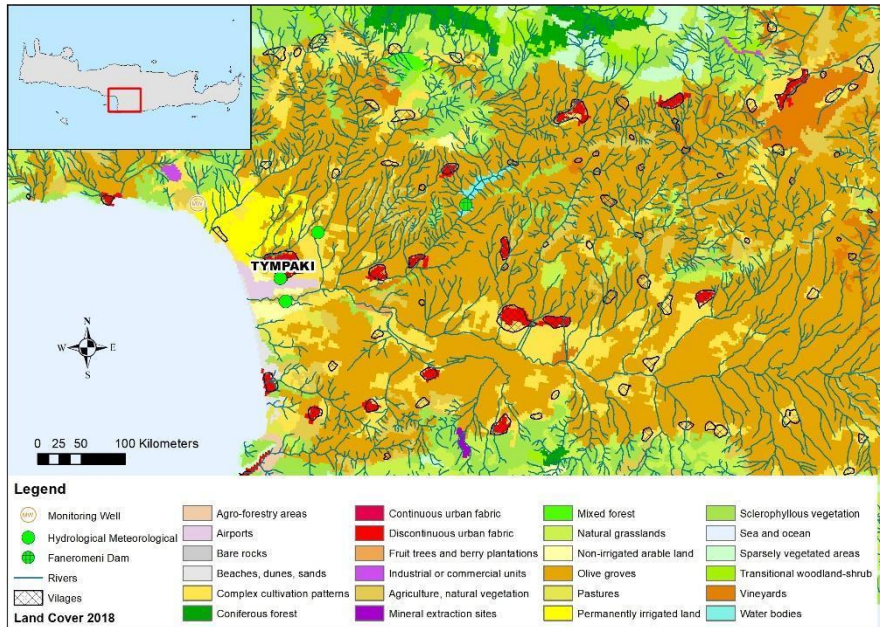 TYMPAKI
N
W E
S
0 25 50 100 Kilometers
Legend
MW Monitoring Well
Hydrological Meteorological
Faneromeni Dam
Rivers
Vilages
Land Cover 2018
Agro-forestry areas
Airports
Bare rocks
Beaches, dunes, sands
Complex cultivation patterns
Coniferous forest
Continuous urban fabric
Discontinuous urban fabric
Fruit trees and berry plantations
Industrial or commercial units
Agriculture, natural vegetation
Mineral extraction sites
Mixed forest
Natural grasslands
Non-irrigated arable land
Olive groves
Pastures
Permanently irrigated land
Sclerophyllous vegetation
Sea and ocean
Sparsely vegetated areas
Transitional woodland-shrub
Vineyards
Water bodies